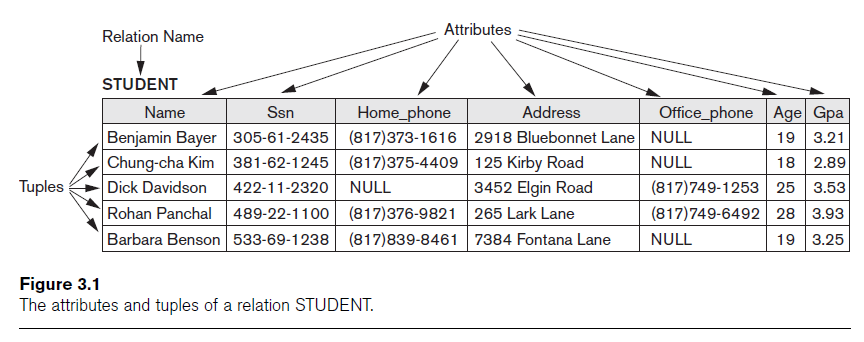 Relation Name
Attributes
STUDENT
Name Ssn Home_phone Address Office_phone Age Gpa
Benjamin Bayer 305-61-2435 (817)373-1616 2918 Bluebonnet Lane NULL 19 3.21
Chung-cha Kim 381-62-1245 (817)375-4409 125 Kirby Road NULL 18 2.89
Tuples Dick Davidson 422-11-2320 NULL 3452 Elgin Road (817)749-1253 25 3.53
Rohan Panchal 489-22-1100 (817)376-9821 265 Lark Lane (817)749-6492 28 3.93
Barbara Benson 533-69-1238 (817)839-8461 7384 Fontana Lane NULL 19 3.25
Figure 3.1
The attributes and tuples of a relation STUDENT.